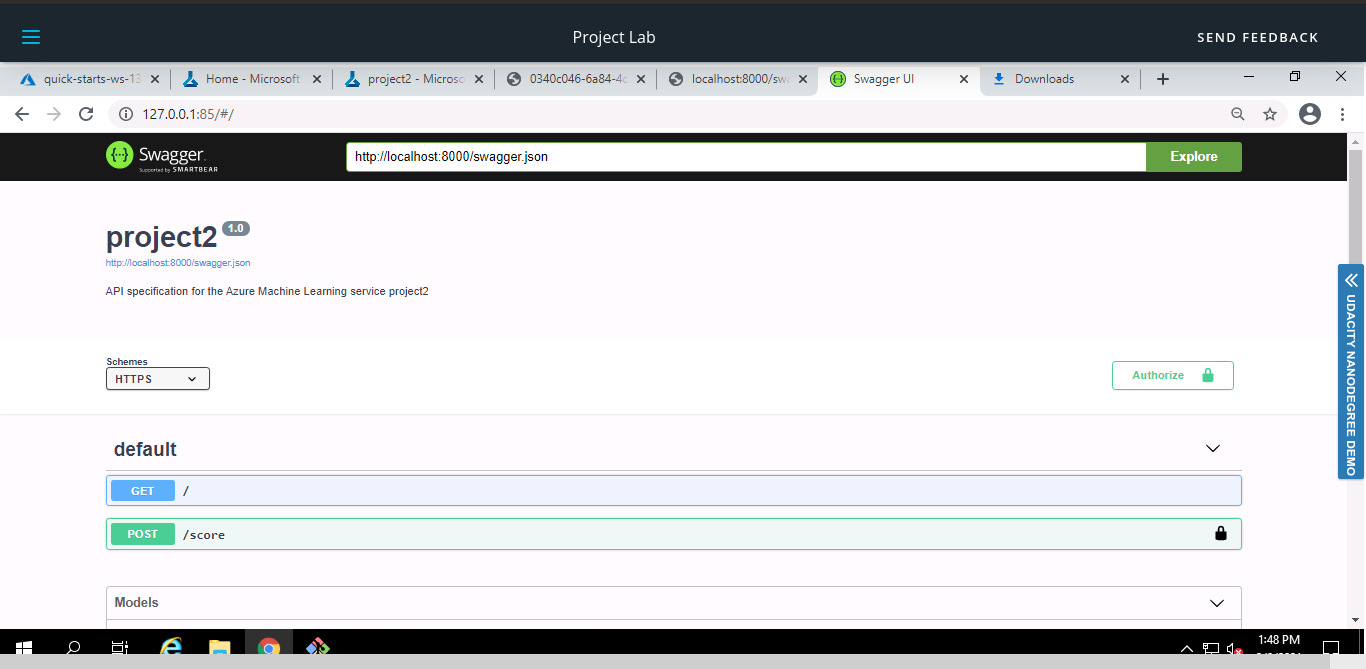 Project Lab
SEND FEEDBACK
quick-starts-ws-13
Home - Microsoft
project2 - Microso
0340c046-6a84-4c
localhost:8000/sw
Swagger UI
Downloads
127.0.0.1:85/#/
Swagger.
Supported by SMARTBEAR
http://localhost:8000/swagger.json
Explore
project2 1.0
http://localhost:8000/swagger.json
API specification for the Azure Machine Learning service project2
UDACITY NANODEGREE DEMO
Schemes
HTTPS
Authorize
default
GET /
POST /score
Models
1:48 PM